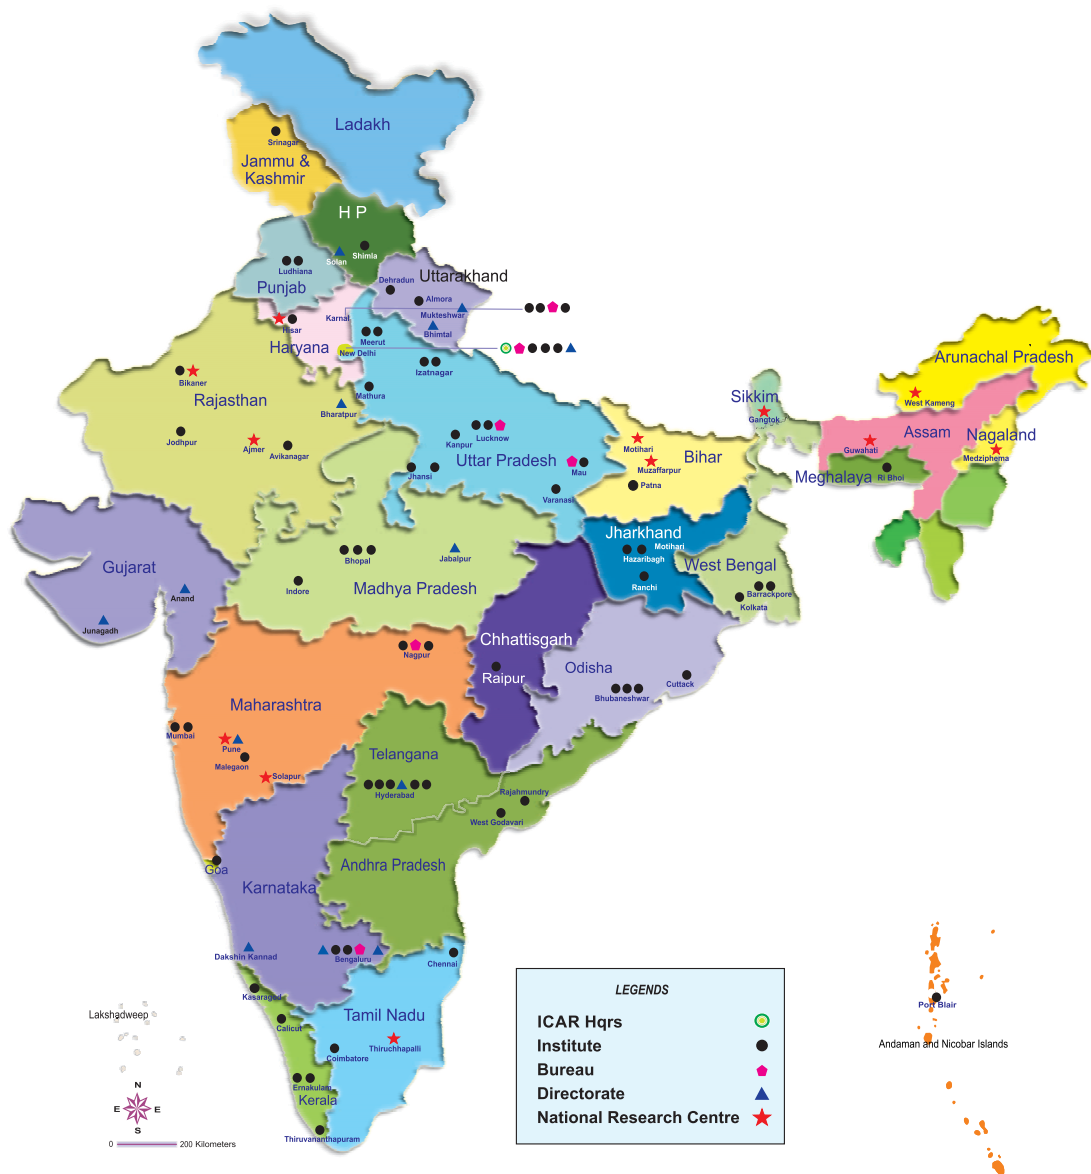 Ladakh
Srinagar
Jammu &
Kashmir
H P
Solan
Shimla
Ludhiana
Punjab
Uttarakhand
Dehradun
Almora
Mukteshwar
Bhimtal
Karnal
Hisar
Haryana
New Delhi
Meerut
Izatnagar
Mathura
Bikaner
Rajasthan
Bharatpur
Jodhpur
Ajmer
Avikanagar
Kanpur
Lucknow
Uttar Pradesh
Jhansi
Mau
Varanasi
Motihari
Muzaffarpur
Bihar
Patna
Sikkim
Gangtok
Arunachal Pradesh
West Kameng
Assam
Guwahati
Nagaland
Medziphema
Meghalaya
Ri Bhoi
Jharkhand
Motihari
Hazaribagh
Ranchi
West Bengal
Barrackpore
Kolkata
Gujarat
Anand
Junagadh
Bhopal
Jabalpur
Indore
Madhya Pradesh
Chhattisgarh
Raipur
Odisha
Cuttack
Bhubaneshwar
Nagpur
Maharashtra
Mumbai
Pune
Malegaon
Solapur
Telangana
Hyderabad
Rajahmundry
West Godavari
Goa
Andhra Pradesh
Karnataka
Dakshin Kannad
Bengaluru
Chennai
Kasaragod
Calicut
Tamil Nadu
Thiruchhapalli
Coimbatore
Ernakulam
Kerala
Thiruvananthapuram
Lakshadweep
N
E E
S
0 200 Kilometers
Port Blair
Andaman and Nicobar Islands
LEGENDS
ICAR Hqrs
Institute
Bureau
Directorate
National Research Centre